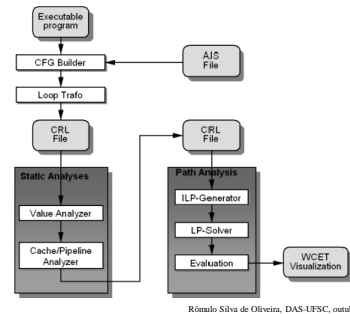 Executable
program
CFG Builder
AIS
File
Loop Trafo
CRL
File
CRL
File
Static Analyses
Path Analysis
Value Analyzer
ILP-Generator
LP-Solver
Cache/Pipeline
Analyzer
Evaluation
WCET
Visualization
Rômulo Silva de Oliveira, DAS-UFSC,